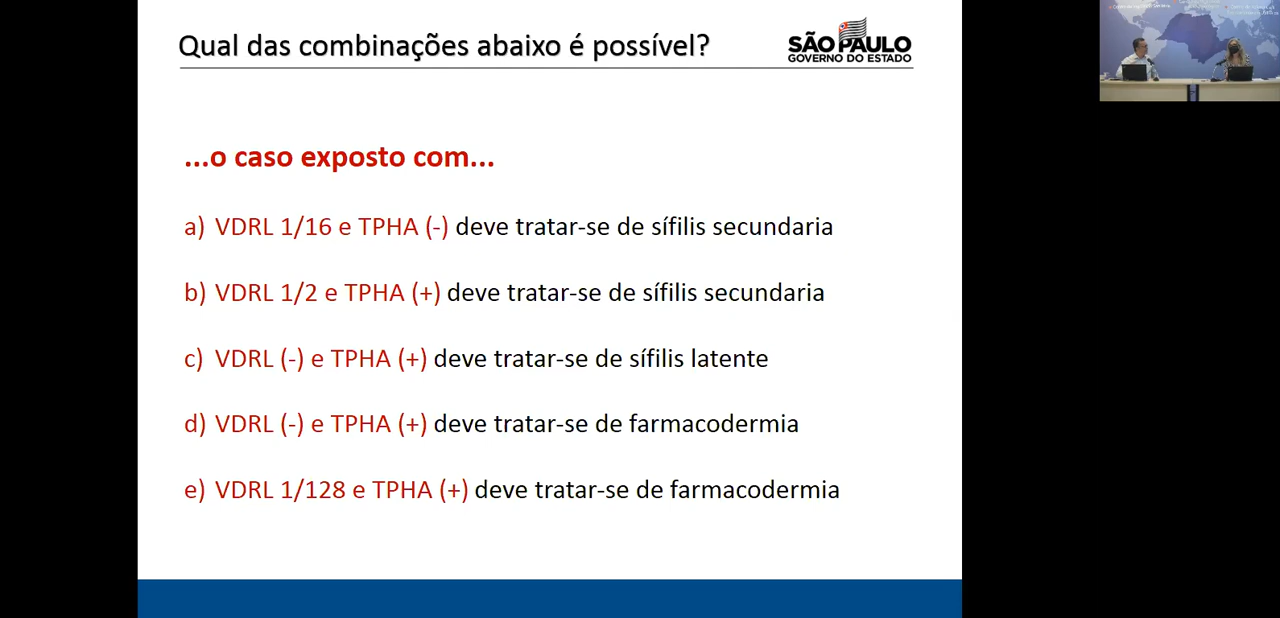 Qual das combinações abaixo é possível?
SÃO PAULO
GOVERNO DO ESTADO
...o caso exposto com...
a) VDRL 1/16 e TPHA (-) deve tratar-se de sífilis secundaria
b) VDRL 1/2 e TPHA (+) deve tratar-se de sífilis secundaria
c) VDRL (-) e TPHA (+) deve tratar-se de sífilis latente
d) VDRL (-) e TPHA (+) deve tratar-se de farmacodermia
e) VDRL 1/128 e TPHA (+) deve tratar-se de farmacodermia